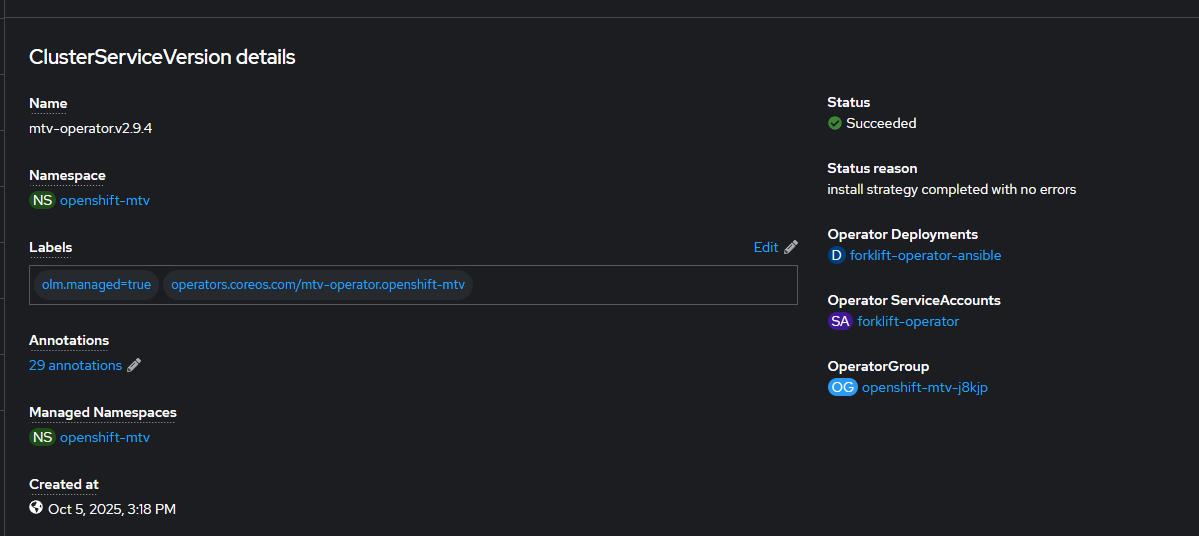 ClusterServiceVersion details
Name
mtv-operator.v2.9.4
Namespace
NS openshift-mtv
Labels
Edit
olm.managed=true operators.coreos.com/mtv-operator.openshift-mtv
Annotations
29 annotations
Managed Namespaces
NS openshift-mtv
Created at
Oct 5, 2025, 3:18 PM
Status
Succeeded
Status reason
install strategy completed with no errors
Operator Deployments
D forklift-operator-ansible
Operator ServiceAccounts
SA forklift-operator
OperatorGroup
OG openshift-mtv-j8kjp